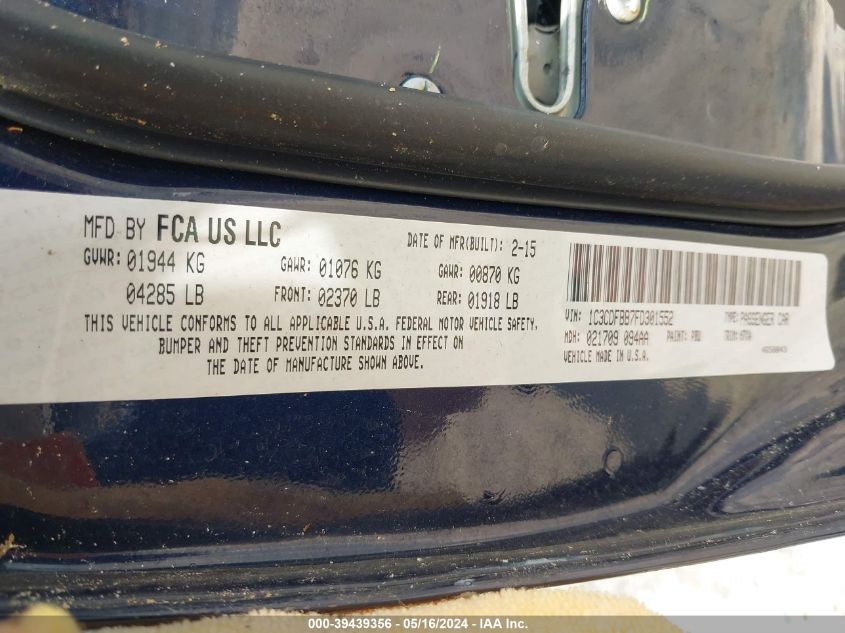 MFD BY FCA US LLC
DATE OF MFR(BUILT): 2-15
GVWR: 01944 KG GAWR: 01076 KG GAWR: 00870 KG
04285 LB FRONT: 02370 LB REAR: 01918 LB
THIS VEHICLE CONFORMS TO ALL APPLICABLE U.S.A. FEDERAL MOTOR VEHICLE SAFETY,
BUMPER AND THEFT PREVENTION STANDARDS IN EFFECT ON
THE DATE OF MANUFACTURE SHOWN ABOVE.
VIN: 1C3CDFBB7FD301552 TYPE: PASSENGER CAR
MDH: 021709 094AA PAINT: PBU TRIM:
VEHICLE MADE IN U.S.A.
000-39439356 - 05/16/2024 - IAA Inc.